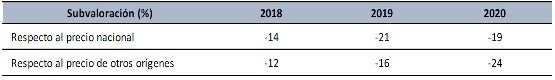 Subvaloración (%) 2018 2019 2020
Respecto al precio nacional -14 -21 -19
Respecto al precio de otros orígenes -12 -16 -24